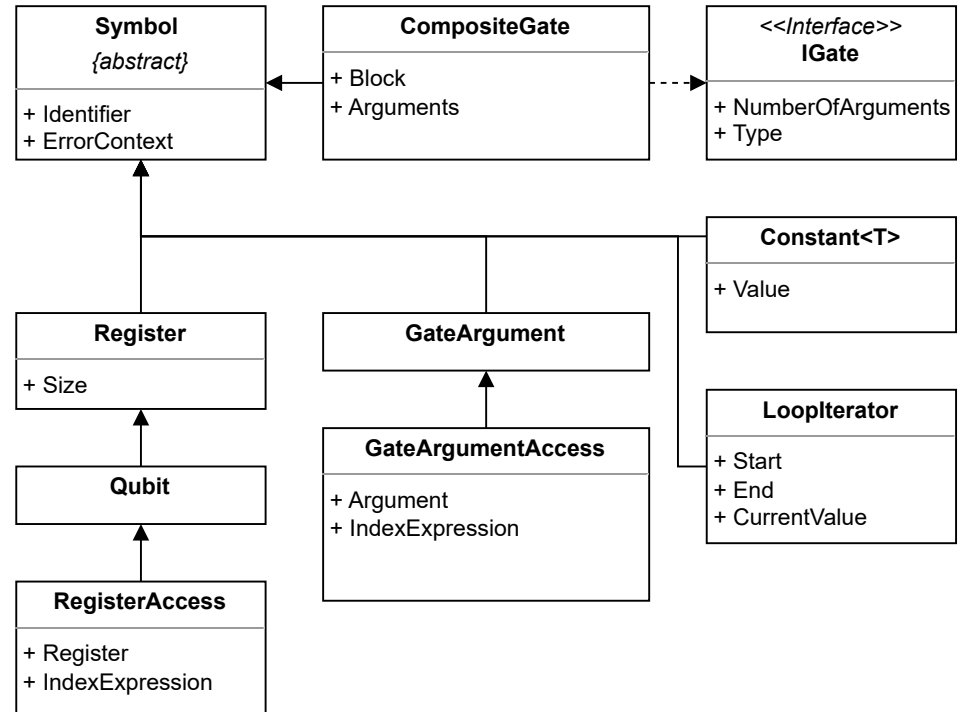 Symbol
{abstract}
+ Identifier
+ ErrorContext
CompositeGate
+ Block
+ Arguments
<<Interface>>
IGate
+ NumberOfArguments
+ Type
Constant<T>
+ Value
Register
+ Size
GateArgument
LoopIterator
+ Start
+ End
+ CurrentValue
GateArgumentAccess
+ Argument
+ IndexExpression
Qubit
RegisterAccess
+ Register
+ IndexExpression